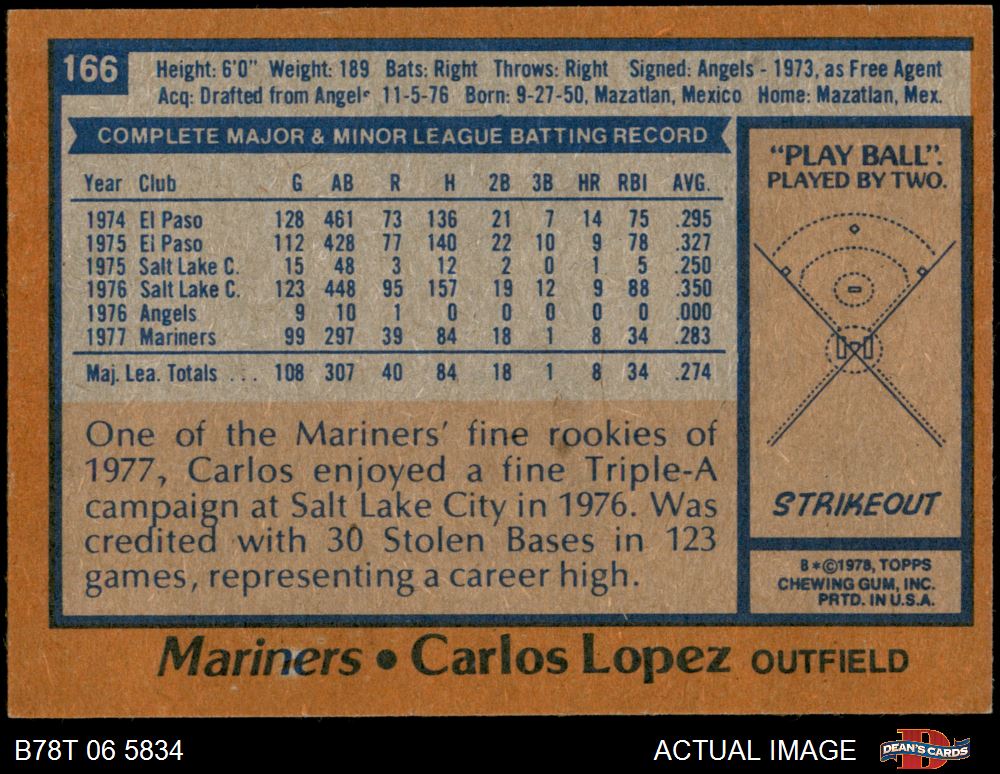 166
Height: 6'0" Weight: 189 Bats: Right Throws: Right Signed: Angels - 1973, as Free Agent
Acq: Drafted from Angels 11-5-76 Born: 9-27-50, Mazatlan, Mexico Home: Mazatlan, Mex.
COMPLETE MAJOR & MINOR LEAGUE BATTING RECORD
Year Club G AB R H 2B 3B HR RBI AVG.
1974 El Paso 128 461 73 136 21 7 14 75 .295
1975 El Paso 112 428 77 140 22 10 9 78 .327
1975 Salt Lake C. 15 48 3 12 2 0 1 5 .250
1976 Salt Lake C. 123 448 95 157 19 12 9 88 .350
1976 Angels 9 10 1 0 0 0 0 0 .000
1977 Mariners 99 297 39 84 18 1 8 34 .283
Maj. Lea. Totals ... 108 307 40 84 18 1 8 34 .274
One of the Mariners' fine rookies of
1977, Carlos enjoyed a fine Triple-A
campaign at Salt Lake City in 1976. Was
credited with 30 Stolen Bases in 123
games, representing a career high.
"PLAY BALL".
PLAYED BY TWO.
STRIKEOUT
B*©1978, TOPPS
CHEWING GUM, INC.
PRTD. IN U.S.A.
Mariners • Carlos Lopez OUTFIELD
B78T 06 5834
ACTUAL IMAGE
DEAN'S CARDS